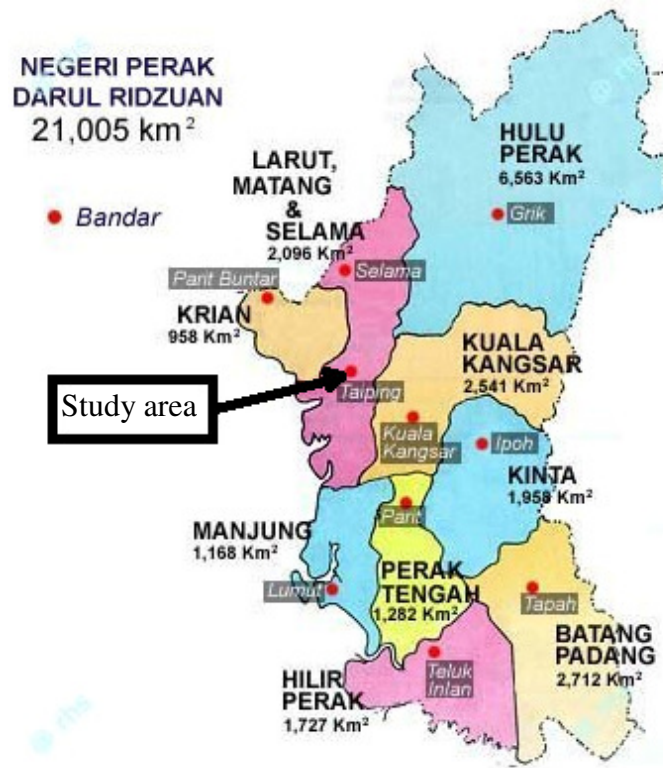 NEGERI PERAK
DARUL RIDZUAN
21,005 km²
Bandar
HULU
PERAK
6,563 Km²
Grik
LARUT,
MATANG
&
SELAMA
2,096 Km²
Selama
Parit Buntar
KRIAN
958 Km²
KUALA
KANGSAR
2,541 Km²
Study area
Taiping
Kuala
Kangsar
Ipoh
KINTA
1,958 Km²
Parit
MANJUNG
1,168 Km²
Lumut
PERAK
TENGAH
1,282 Km²
Tapah
BATANG
PADANG
2,712 Km²
Teluk
Inlan
HILIR
PERAK
1,727 Km²
@ rhs